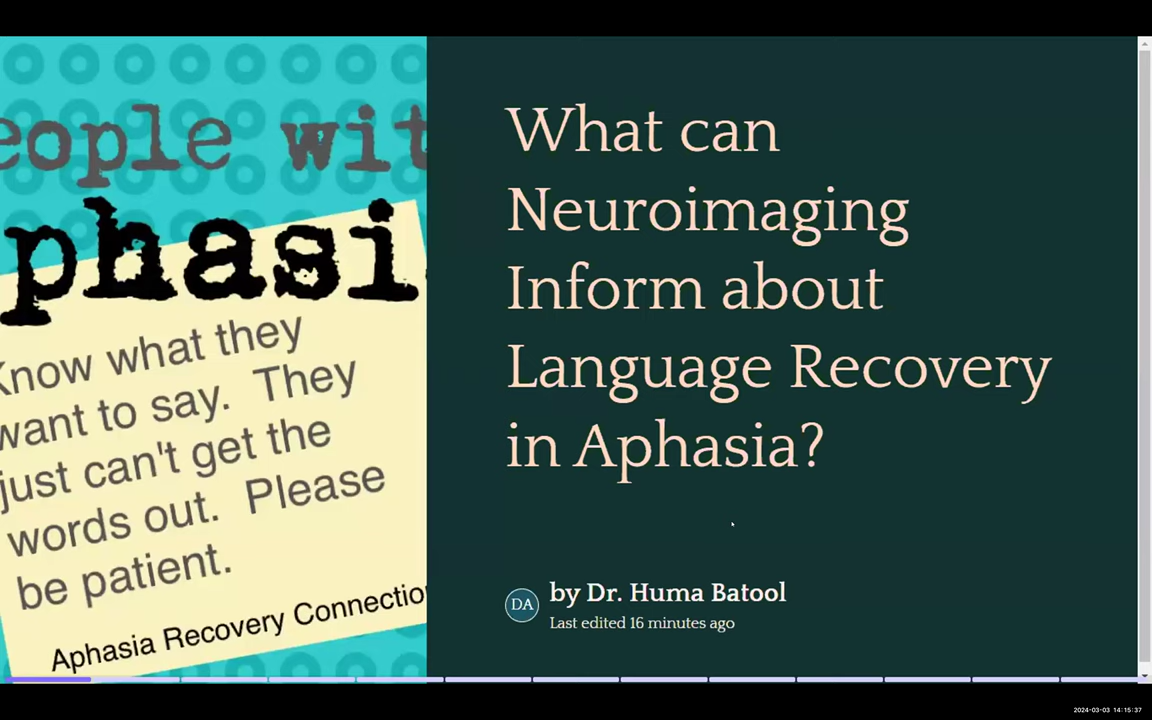 eople wit
phasi
Know what they
want to say. They
just can't get the
words out. Please
be patient.
Aphasia Recovery Connectio
What can
Neuroimaging
Inform about
Language Recovery
in Aphasia?
DA
by Dr. Huma Batool
Last edited 16 minutes ago
2024-03-03 14:15:37